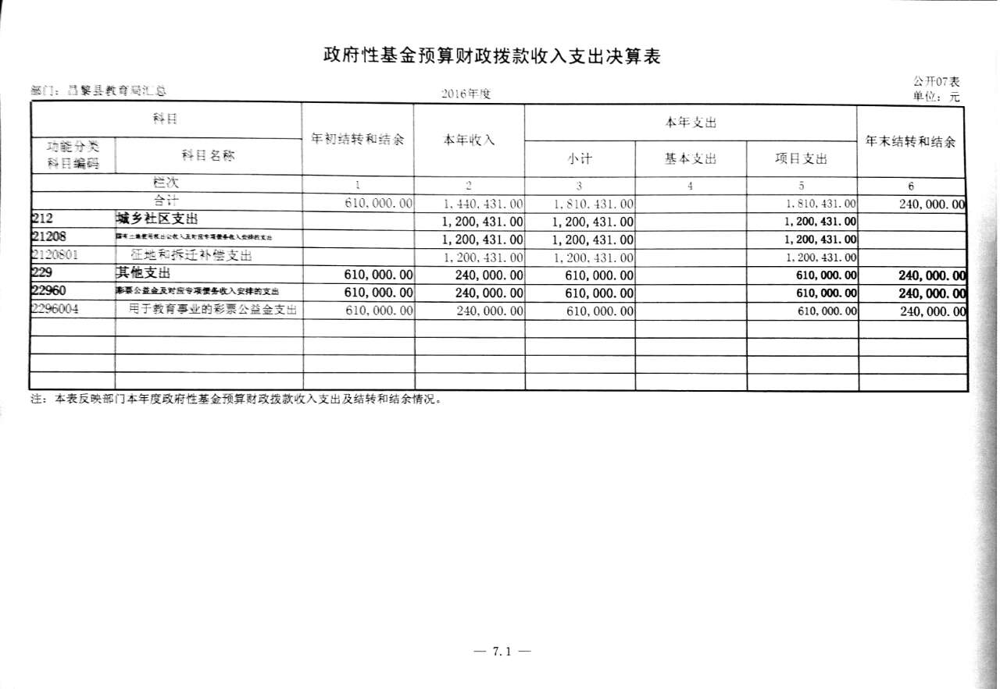 政府性基金预算财政拨款收入支出决算表
公开07表
部门：昌黎县教育局汇总 2016年度 单位：元
科目 年初结转和结余 本年收入 本年支出 年末结转和结余
功能分类科目编码 科目名称 小计 基本支出 项目支出
栏次 1 2 3 4 5 6
合计 610,000.00 1,440,431.00 1,810,431.00 1,810,431.00 240,000.00
212 城乡社区支出 1,200,431.00 1,200,431.00 1,200,431.00
21208 国有土地使用权出让收入及对应专项债务收入安排的支出 1,200,431.00 1,200,431.00 1,200,431.00
2120801 征地和拆迁补偿支出 1,200,431.00 1,200,431.00 1,200,431.00
229 其他支出 610,000.00 240,000.00 610,000.00 610,000.00 240,000.00
22960 彩票公益金及对应专项债务收入安排的支出 610,000.00 240,000.00 610,000.00 610,000.00 240,000.00
2296004 用于教育事业的彩票公益金支出 610,000.00 240,000.00 610,000.00 610,000.00 240,000.00
注：本表反映部门本年度政府性基金预算财政拨款收入支出及结转和结余情况。
— 7.1 —